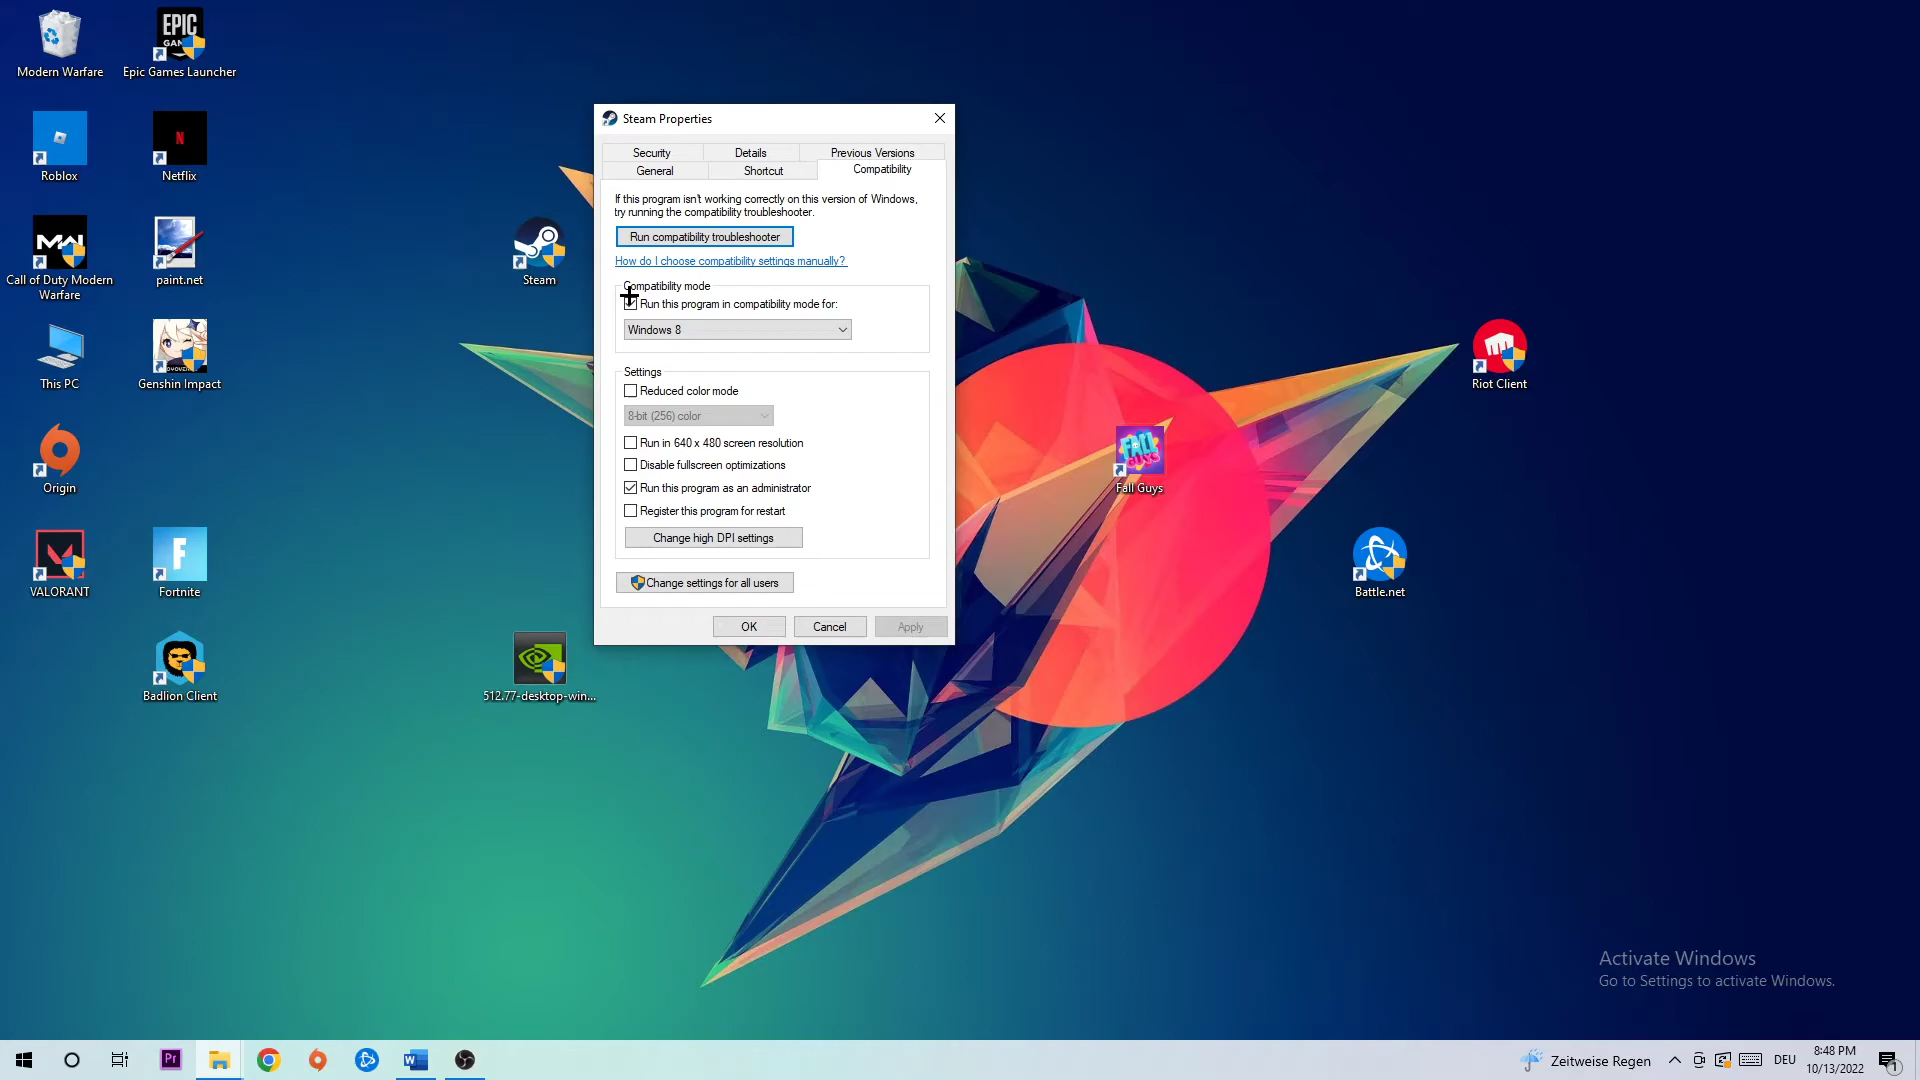 Modern Warfare
EPIC
GAMES
Epic Games Launcher
Roblox
N
Netflix
MW
Call of Duty Modern
Warfare
paint.net
This PC
Genshin Impact
Origin
VALORANT
F
Fortnite
Badlion Client
Steam
512.77-desktop-win...
Steam Properties
Security
Details
Previous Versions
General
Shortcut
Compatibility
If this program isn't working correctly on this version of Windows,
try running the compatibility troubleshooter.
Run compatibility troubleshooter
How do I choose compatibility settings manually?
Compatibility mode
Run this program in compatibility mode for:
Windows 8
Settings
Reduced color mode
8-bit (256) color
Run in 640 x 480 screen resolution
Disable fullscreen optimizations
Run this program as an administrator
Register this program for restart
Change high DPI settings
Change settings for all users
OK
Cancel
Apply
Riot Client
FALL
GUYS
Fall Guys
Battle.net
Activate Windows
Go to Settings to activate Windows.
Pr
W
Zeitweise Regen
DEU
8:48 PM
10/13/2022
1